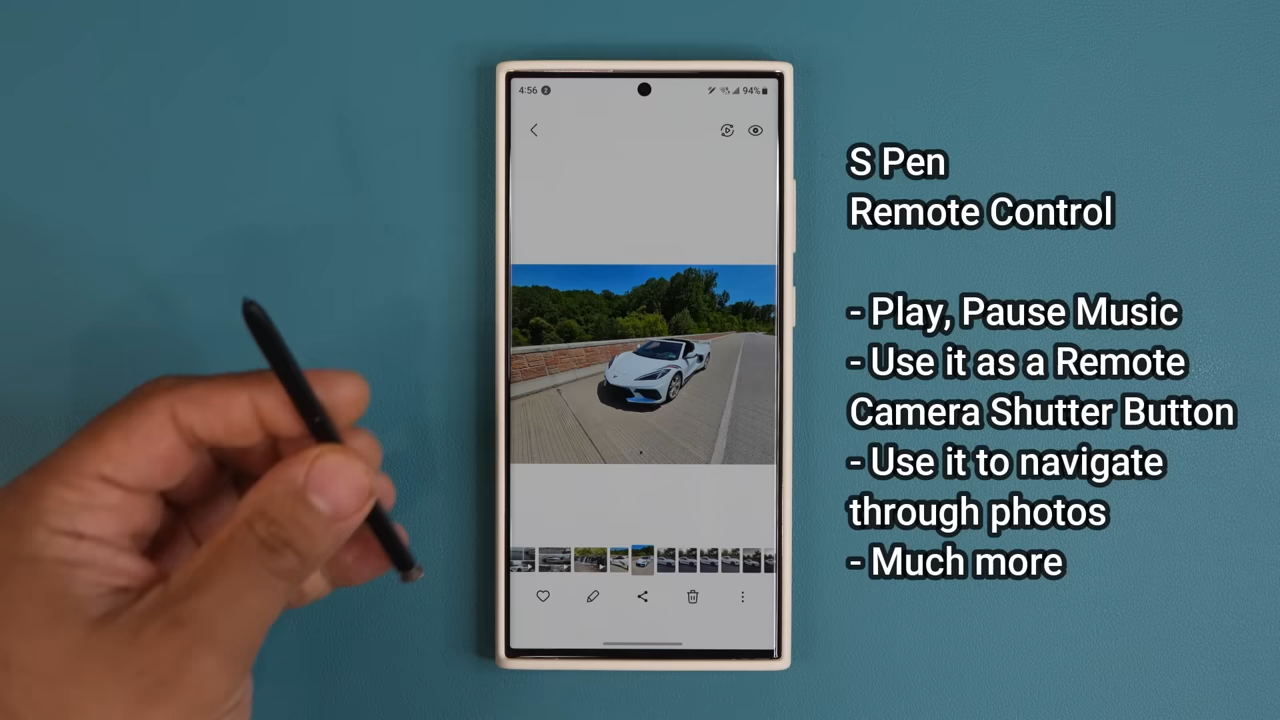 4:56 2
94%
S Pen
Remote Control
- Play, Pause Music
- Use it as a Remote
Camera Shutter Button
- Use it to navigate
through photos
- Much more